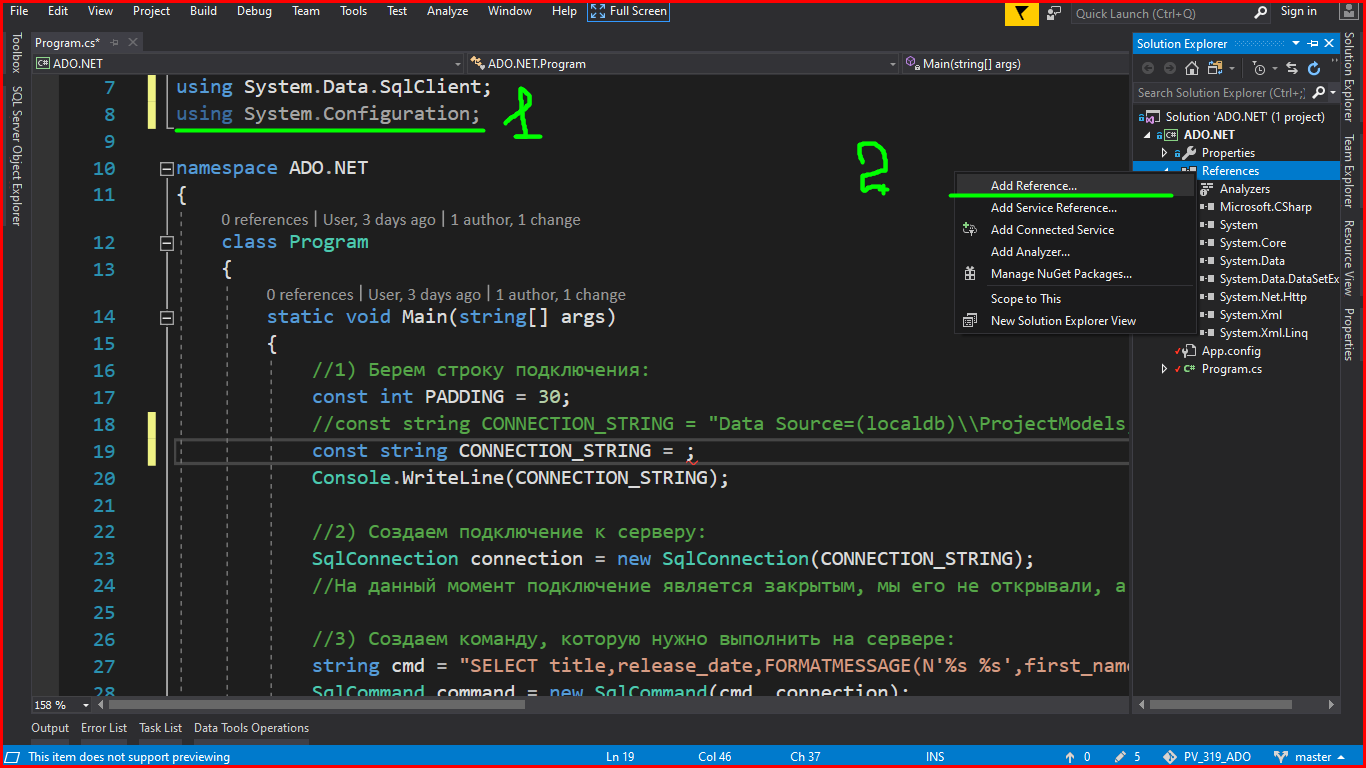 File Edit View Project Build Debug Team Tools Test Analyze Window Help Full Screen Quick Launch (Ctrl+Q) Sign in
Program.cs*
ADO.NET ADO.NET.Program Main(string[] args)
Toolbox
SQL Server Object Explorer
7 using System.Data.SqlClient;
8 using System.Configuration;
1
9
10 namespace ADO.NET
2
11 {
0 references | User, 3 days ago | 1 author, 1 change
12 class Program
13 {
0 references | User, 3 days ago | 1 author, 1 change
14 static void Main(string[] args)
15 {
16 //1) Берем строку подключения:
17 const int PADDING = 30;
18 //const string CONNECTION_STRING = "Data Source=(localdb)\\ProjectModels
19 const string CONNECTION_STRING = ;
20 Console.WriteLine(CONNECTION_STRING);
21
22 //2) Создаем подключение к серверу:
23 SqlConnection connection = new SqlConnection(CONNECTION_STRING);
24 //На данный момент подключение является закрытым, мы его не открывали, а
25
26 //3) Создаем команду, которую нужно выполнить на сервере:
27 string cmd = "SELECT title,release_date,FORMATMESSAGE(N'%s %s',first_nam
28 SqlCommand command = new SqlCommand(cmd, connection);
Add Reference...
Add Service Reference...
Add Connected Service
Add Analyzer...
Manage NuGet Packages...
Scope to This
New Solution Explorer View
Solution Explorer
Search Solution Explorer (Ctrl+;)
Solution 'ADO.NET' (1 project)
ADO.NET
Properties
References
Analyzers
Microsoft.CSharp
System
System.Core
System.Data
System.Data.DataSetEx
System.Net.Http
System.Xml
System.Xml.Linq
App.config
Program.cs
Solution Explorer
Team Explorer
Resource View
Properties
158 %
Output Error List Task List Data Tools Operations
This item does not support previewing Ln 19 Col 46 Ch 37 INS 0 5 PV_319_ADO master